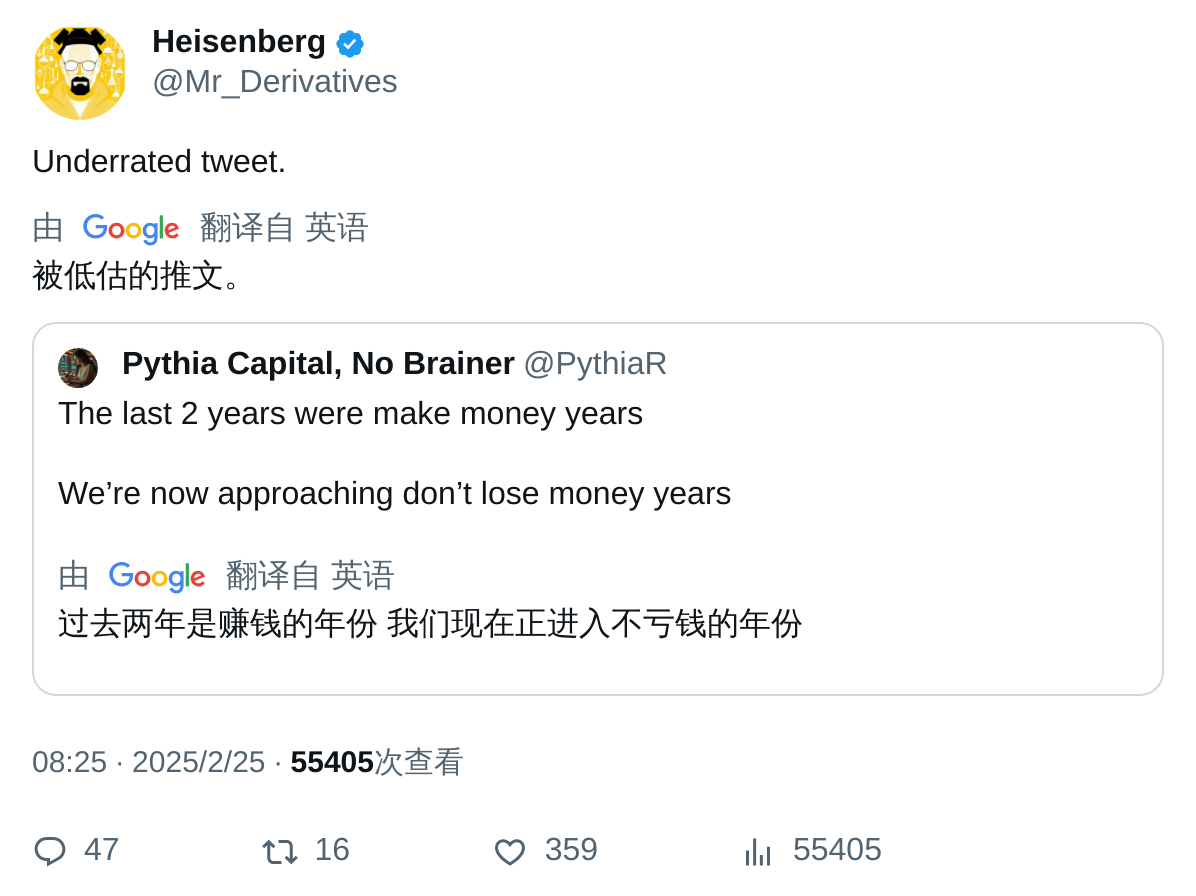 Heisenberg
@Mr_Derivatives
Underrated tweet.
由 Google 翻译自 英语
被低估的推文。
Pythia Capital, No Brainer @PythiaR
The last 2 years were make money years
We’re now approaching don’t lose money years
由 Google 翻译自 英语
过去两年是赚钱的年份 我们现在正进入不亏钱的年份
08:25 · 2025/2/25 · 55405次查看
47 16 359 55405